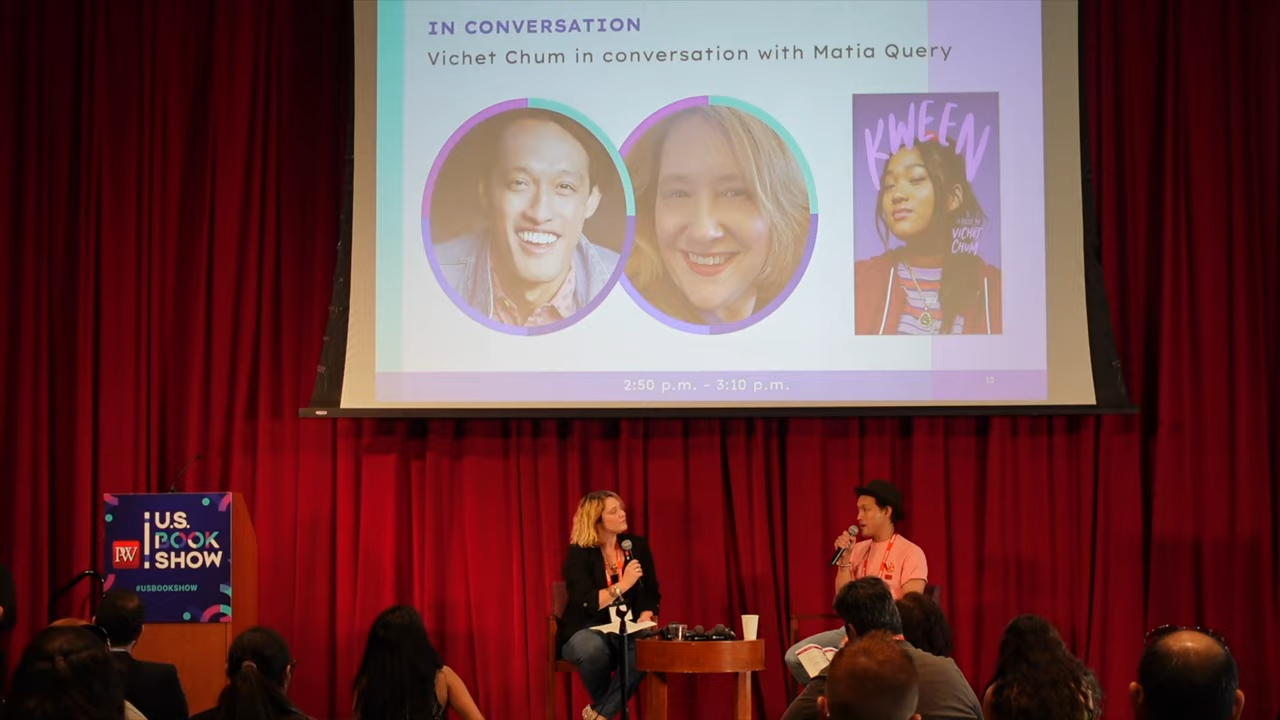 IN CONVERSATION
Vichet Chum in conversation with Matia Query
KWEEN
VICHET
CHUM
2:50 p.m. - 3:10 p.m.
U.S.
BOOK
SHOW
PW
#USBOOKSHOW